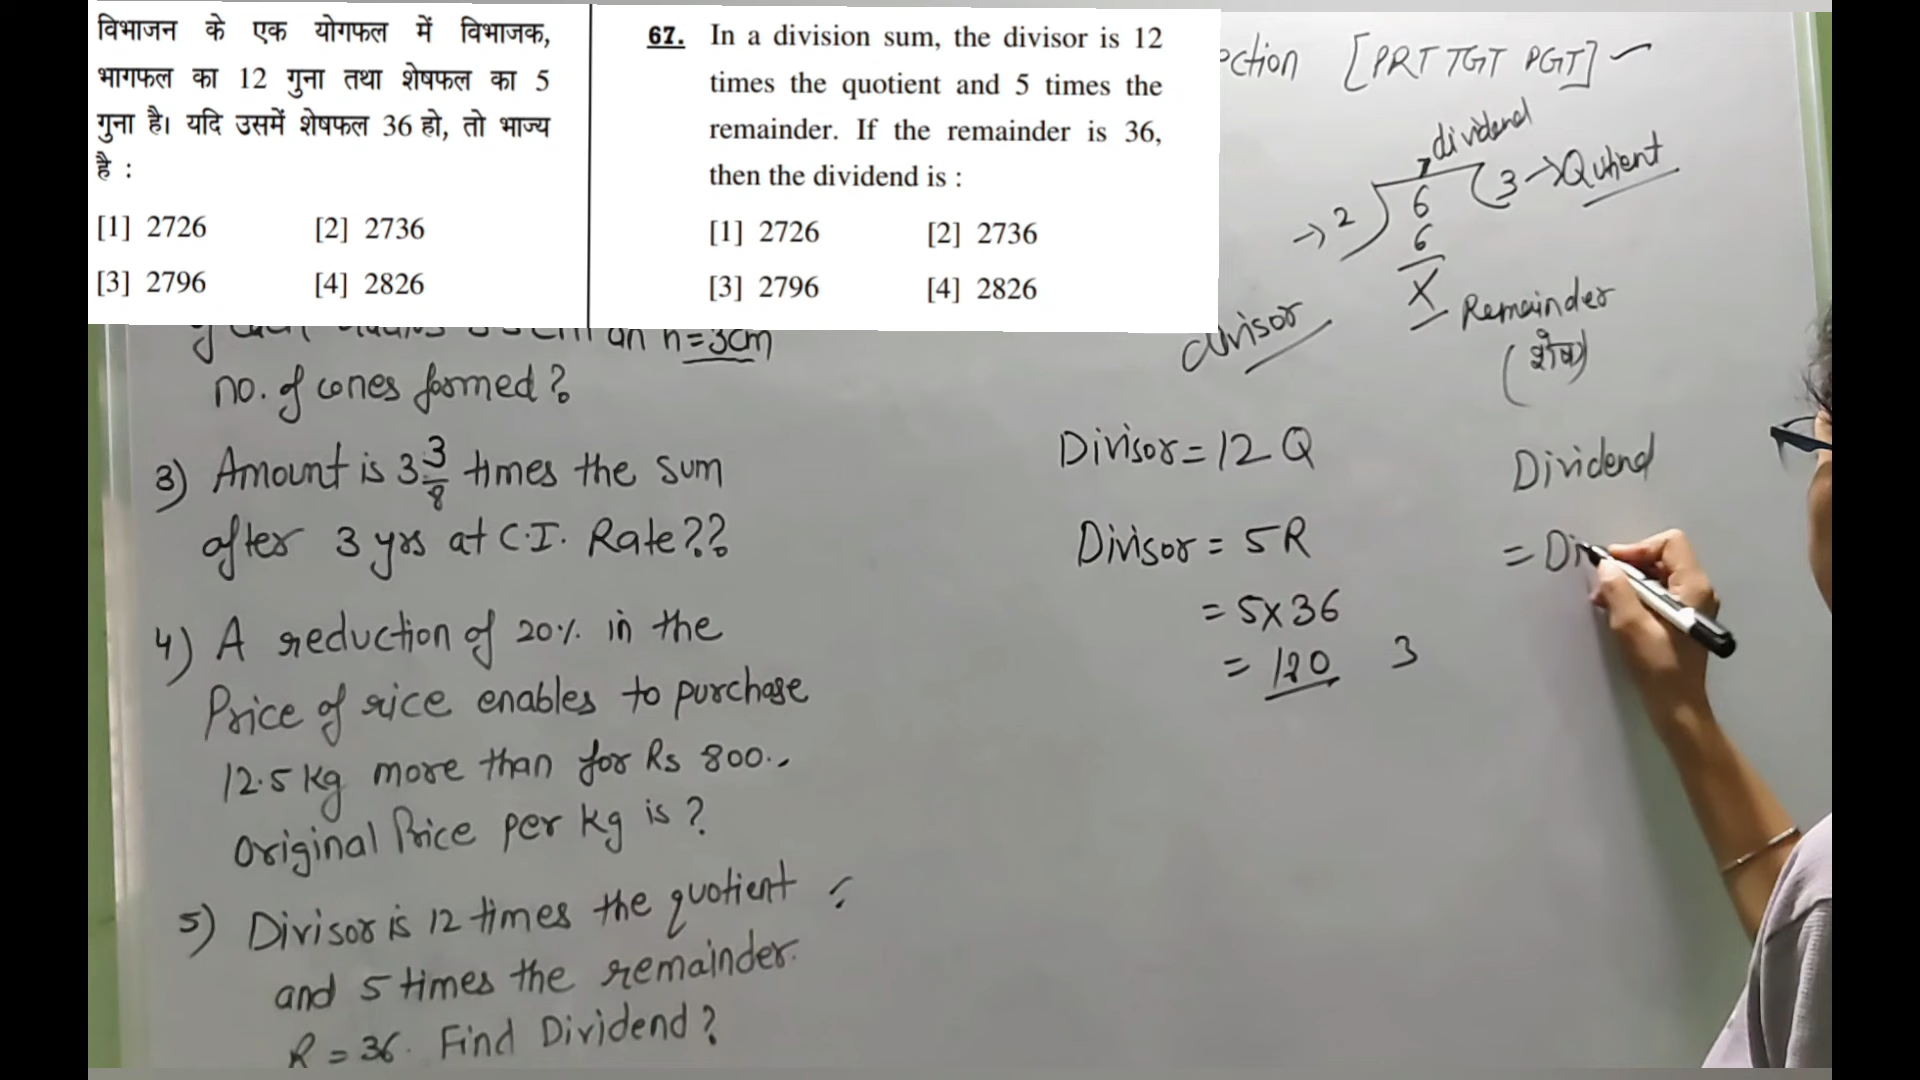 विभाजन के एक योगफल में विभाजक,
भागफल का 12 गुना तथा शेषफल का 5
गुना है। यदि उसमें शेषफल 36 हो, तो भाज्य
है :
[1] 2726 [2] 2736
[3] 2796 [4] 2826
67. In a division sum, the divisor is 12
times the quotient and 5 times the
remainder. If the remainder is 36,
then the dividend is :
[1] 2726 [2] 2736
[3] 2796 [4] 2826
ction [PRT TGT PGT]
dividend
2 6 3 → Qutient
6
X Remainder
(शेष)
divisor
h=3cm
no. of cones formed?
3) Amount is 3 3/8 times the sum
after 3 yrs at C.I. Rate??
4) A reduction of 20% in the
Price of rice enables to purchase
12.5 kg more than for Rs 800..
Original Price per kg is?
5) Divisor is 12 times the quotient
and 5 times the remainder.
R = 36. Find Dividend?
Divisor = 12 Q
Divisor = 5R
= 5x36
= 180 3
Dividend
= Di